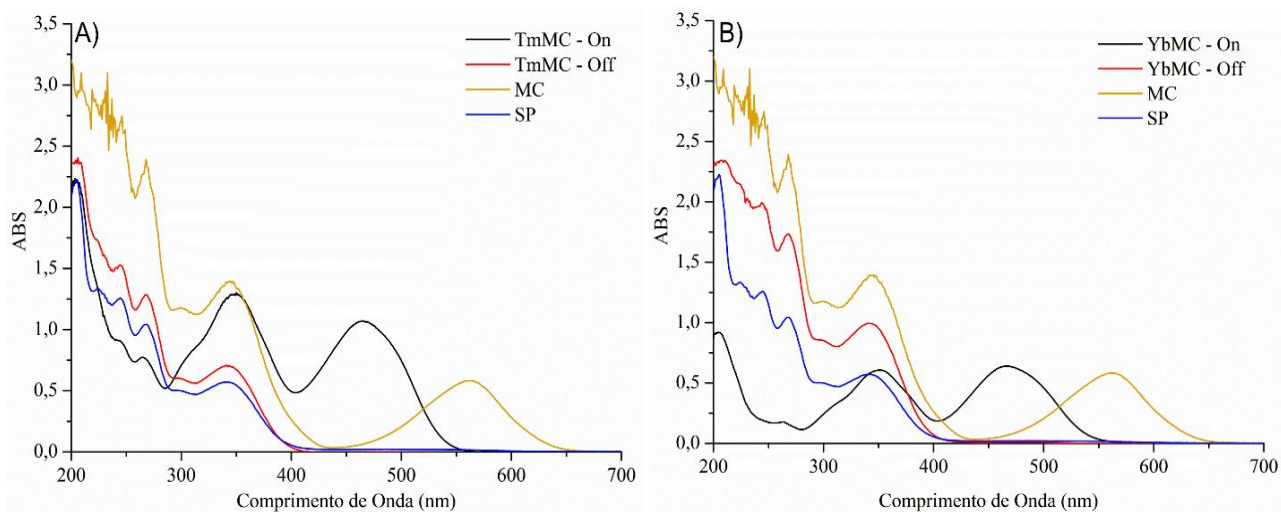 A)
TmMC - On
TmMC - Off
MC
SP
3,5
3,0
2,5
2,0
1,5
1,0
0,5
0,0
ABS
200
300
400
500
600
700
Comprimento de Onda (nm)
B)
YbMC - On
YbMC - Off
MC
SP
3,5
3,0
2,5
2,0
1,5
1,0
0,5
0,0
ABS
200
300
400
500
600
700
Comprimento de Onda (nm)